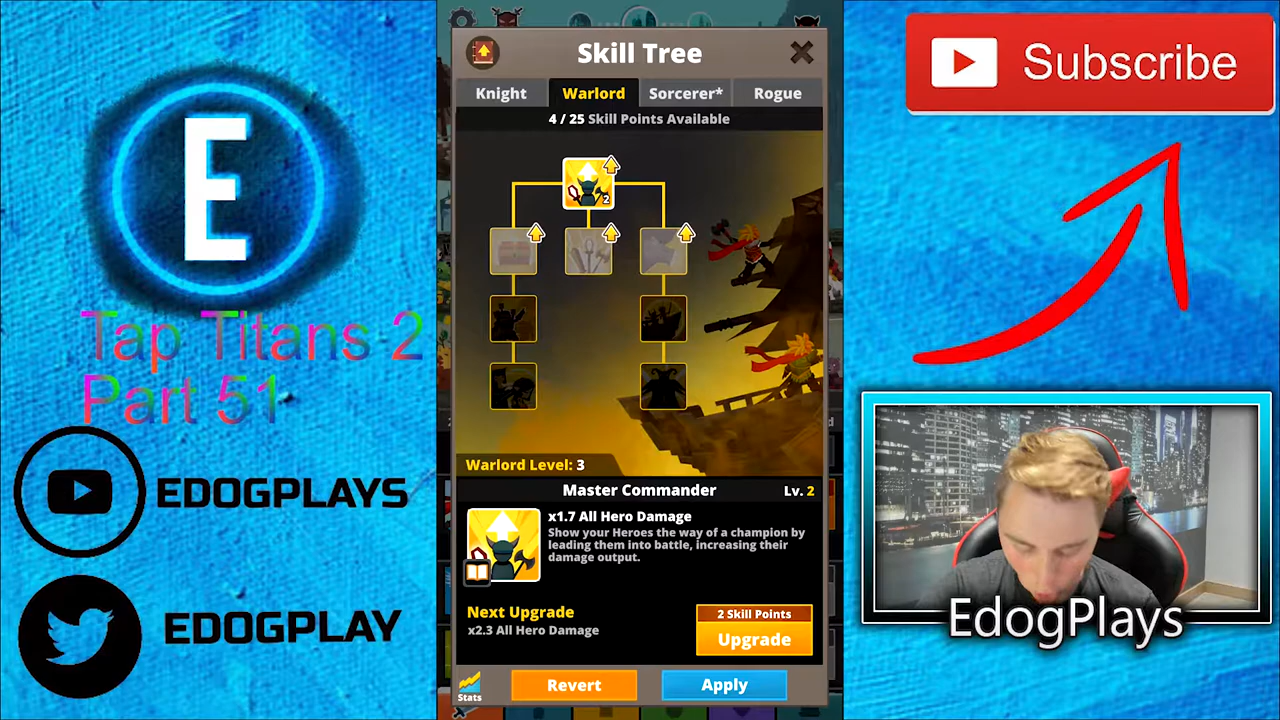 E
Tap Titans 2
Part 51
EDOGPLAYS
EDOGPLAY
Skill Tree
Knight
Warlord
Sorcerer*
Rogue
4 / 25 Skill Points Available
2
Warlord Level: 3
Master Commander
Lv. 2
x1.7 All Hero Damage
Show your Heroes the way of a champion by
leading them into battle, increasing their
damage output.
Next Upgrade
x2.3 All Hero Damage
2 Skill Points
Upgrade
Stats
Revert
Apply
Subscribe
EdogPlays